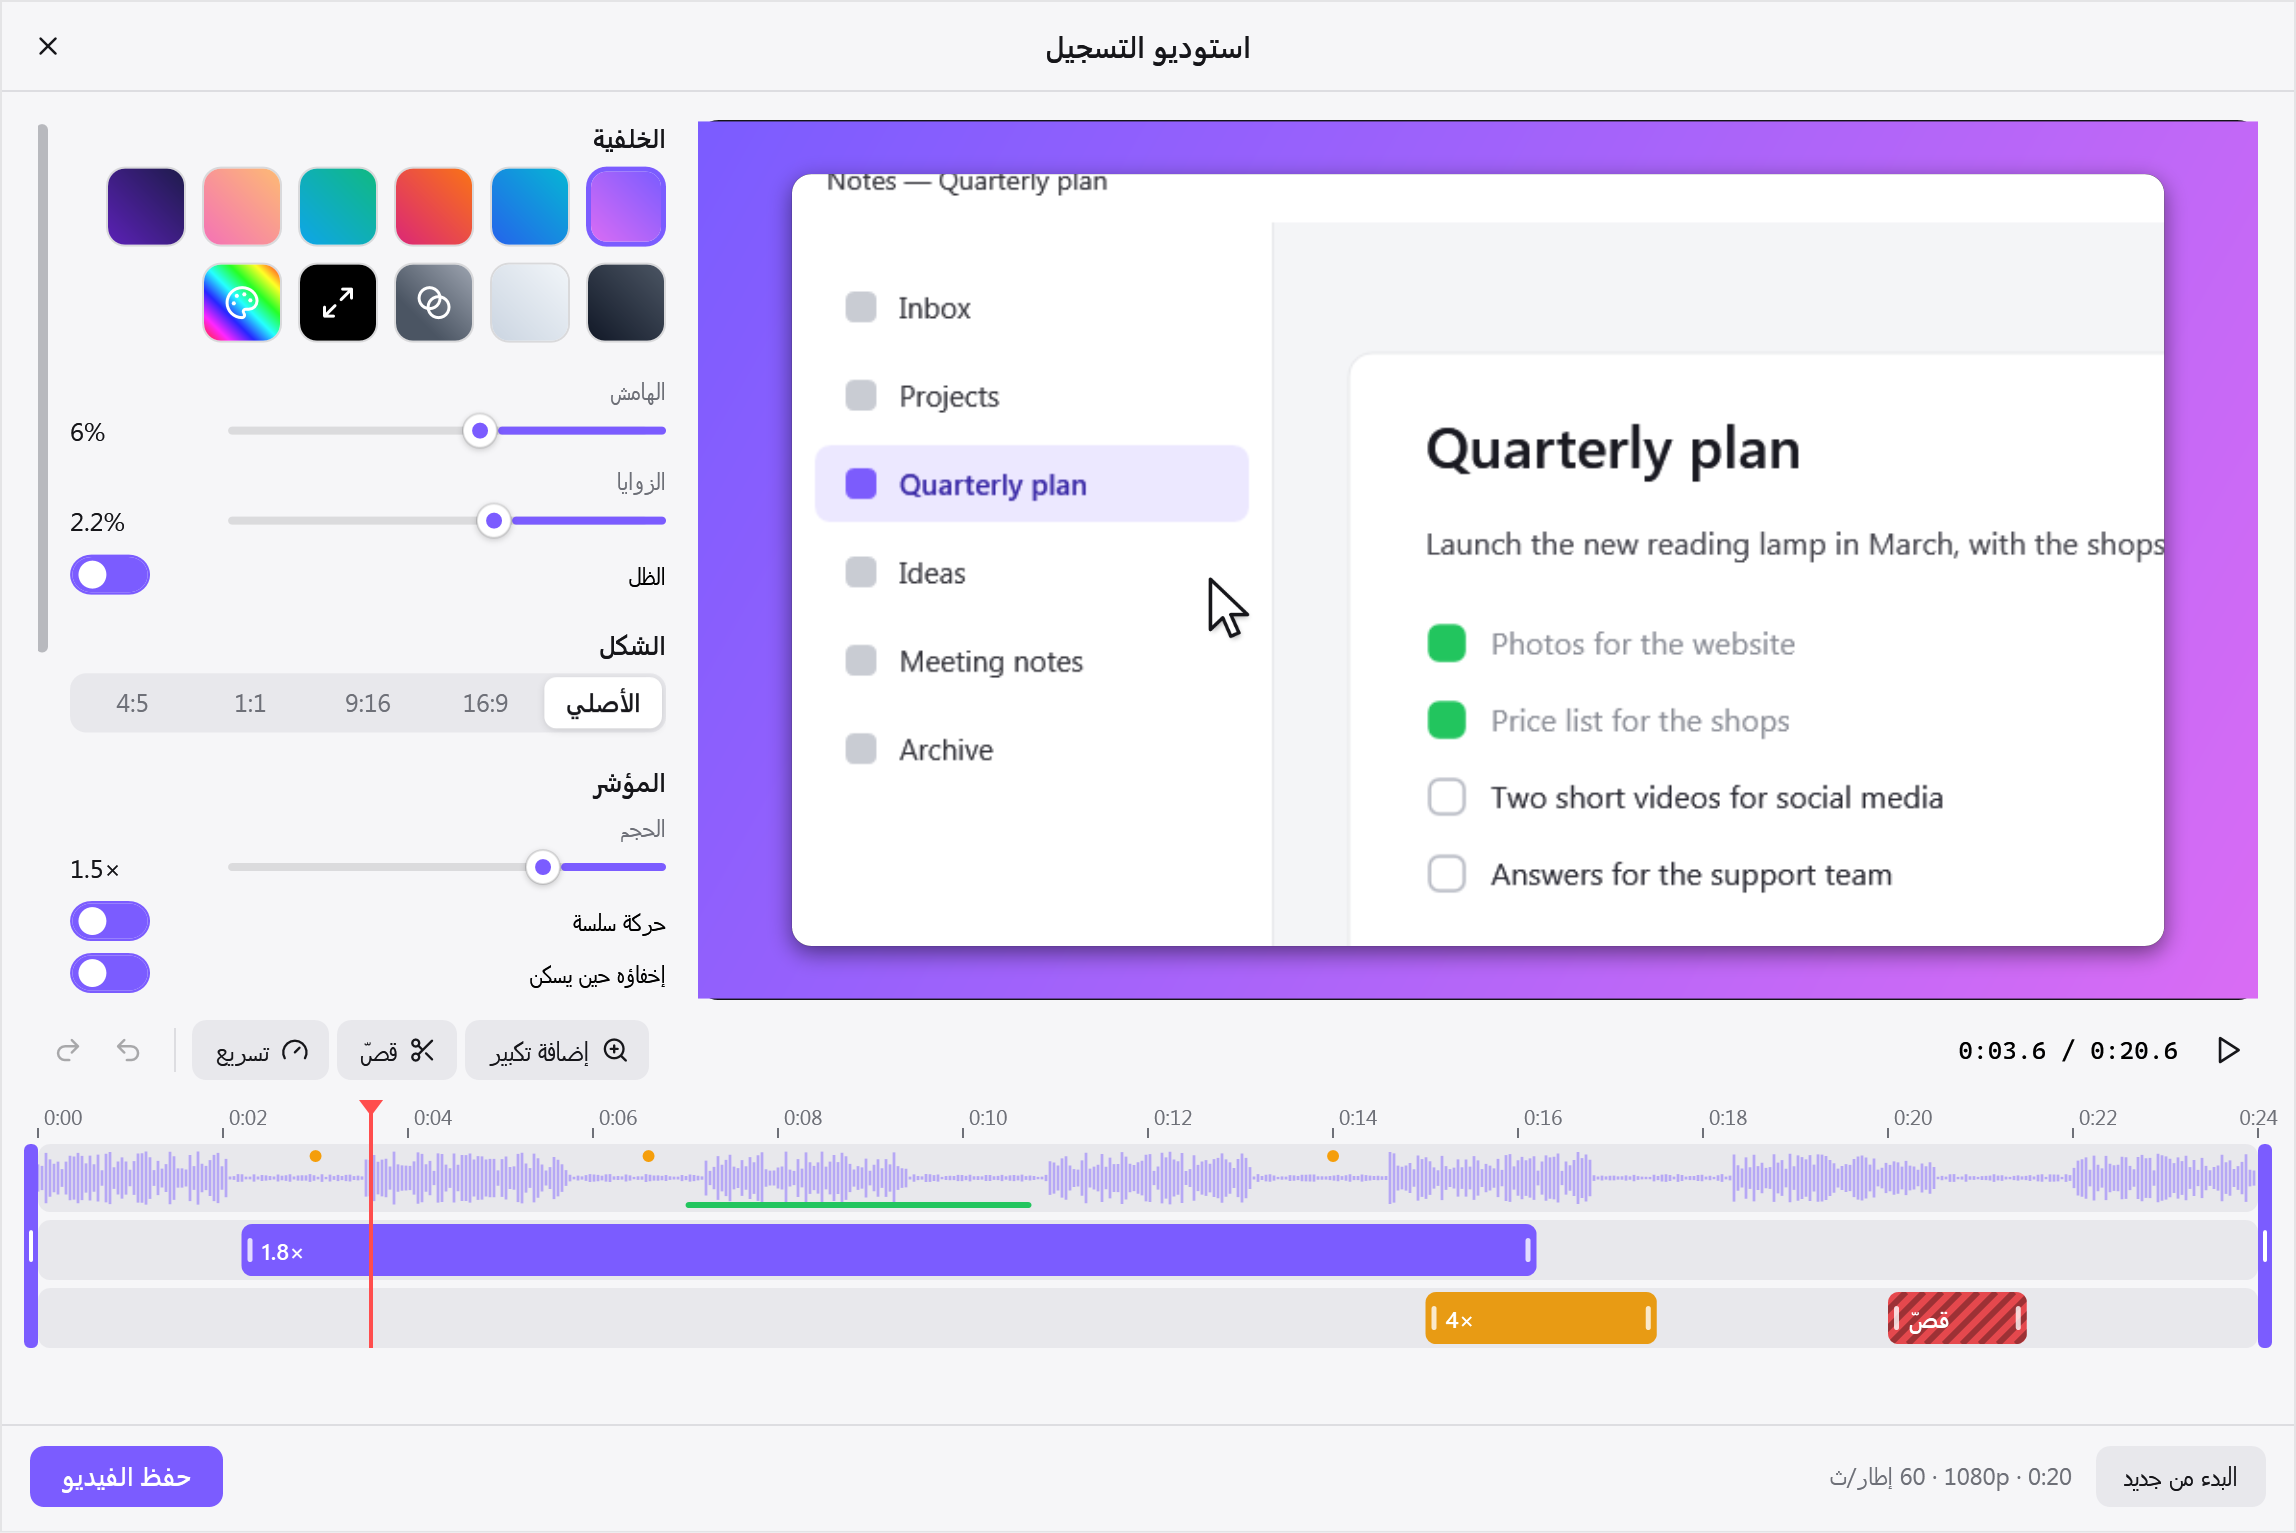 استوديو التسجيل
الخلفية
الهامش
6%
الزوايا
2.2%
الظل
الشكل
الأصلي 16:9 9:16 1:1 4:5
المؤشر
الحجم
1.5×
حركة سلسة
إخفاؤه حين يسكن
Notes — Quarterly plan
Inbox
Projects
Quarterly plan
Ideas
Meeting notes
Archive
Quarterly plan
Launch the new reading lamp in March, with the shops
Photos for the website
Price list for the shops
Two short videos for social media
Answers for the support team
0:03.6 / 0:20.6
إضافة تكبير
قصّ
تسريع
0:00 0:02 0:04 0:06 0:08 0:10 0:12 0:14 0:16 0:18 0:20 0:22 0:24
1.8×
4×
قصّ
البدء من جديد
0:20 · 1080p · 60 إطار/ث
حفظ الفيديو